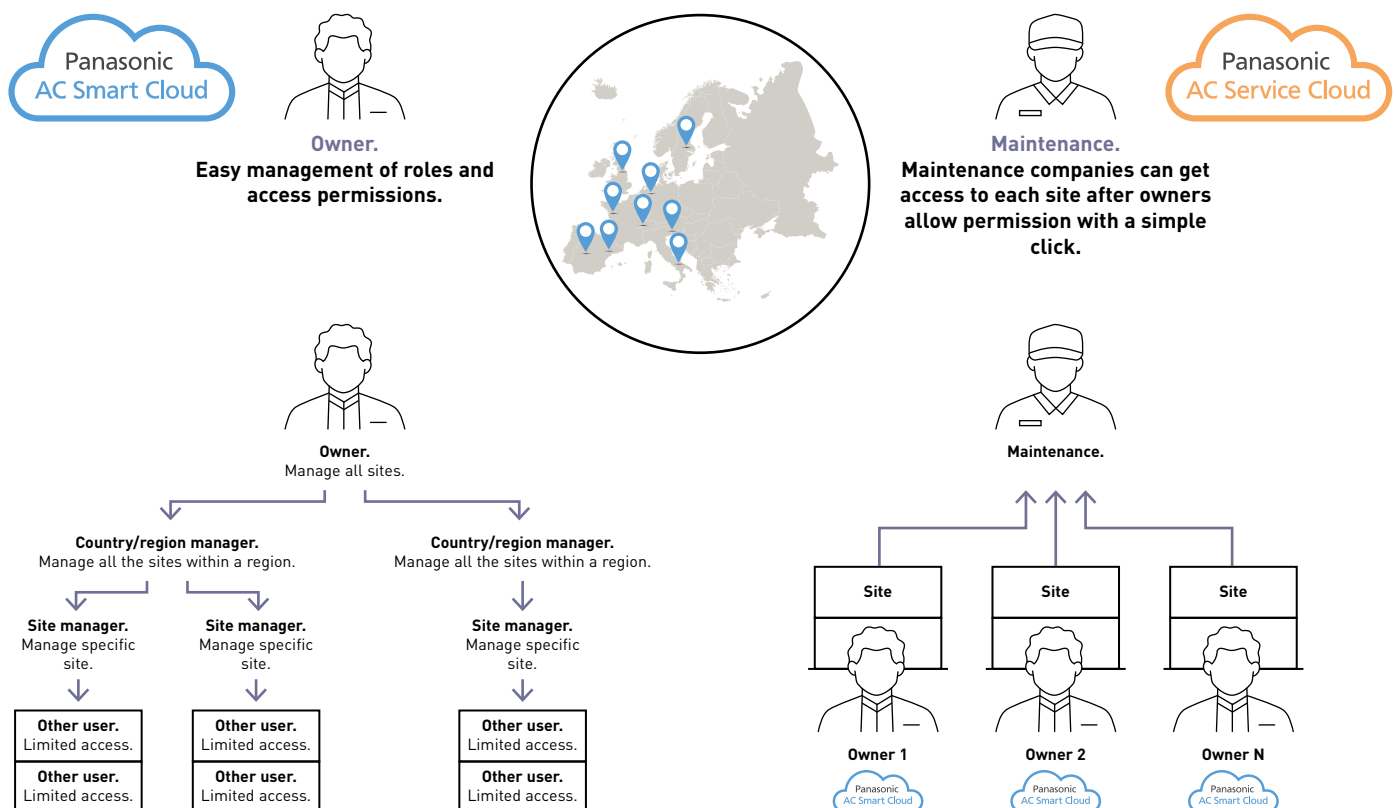 Panasonic
AC Smart Cloud
Owner.
Easy management of roles and
access permissions.
Maintenance.
Maintenance companies can get
access to each site after owners
allow permission with a simple
click.
Panasonic
AC Service Cloud
Owner.
Manage all sites.
Country/region manager.
Manage all the sites within a region.
Country/region manager.
Manage all the sites within a region.
Site manager.
Manage specific
site.
Site manager.
Manage specific
site.
Site manager.
Manage specific
site.
Other user.
Limited access.
Other user.
Limited access.
Other user.
Limited access.
Other user.
Limited access.
Other user.
Limited access.
Other user.
Limited access.
Maintenance.
Site
Site
Site
Owner 1
Owner 2
Owner N
Panasonic
AC Smart Cloud
Panasonic
AC Smart Cloud
Panasonic
AC Smart Cloud